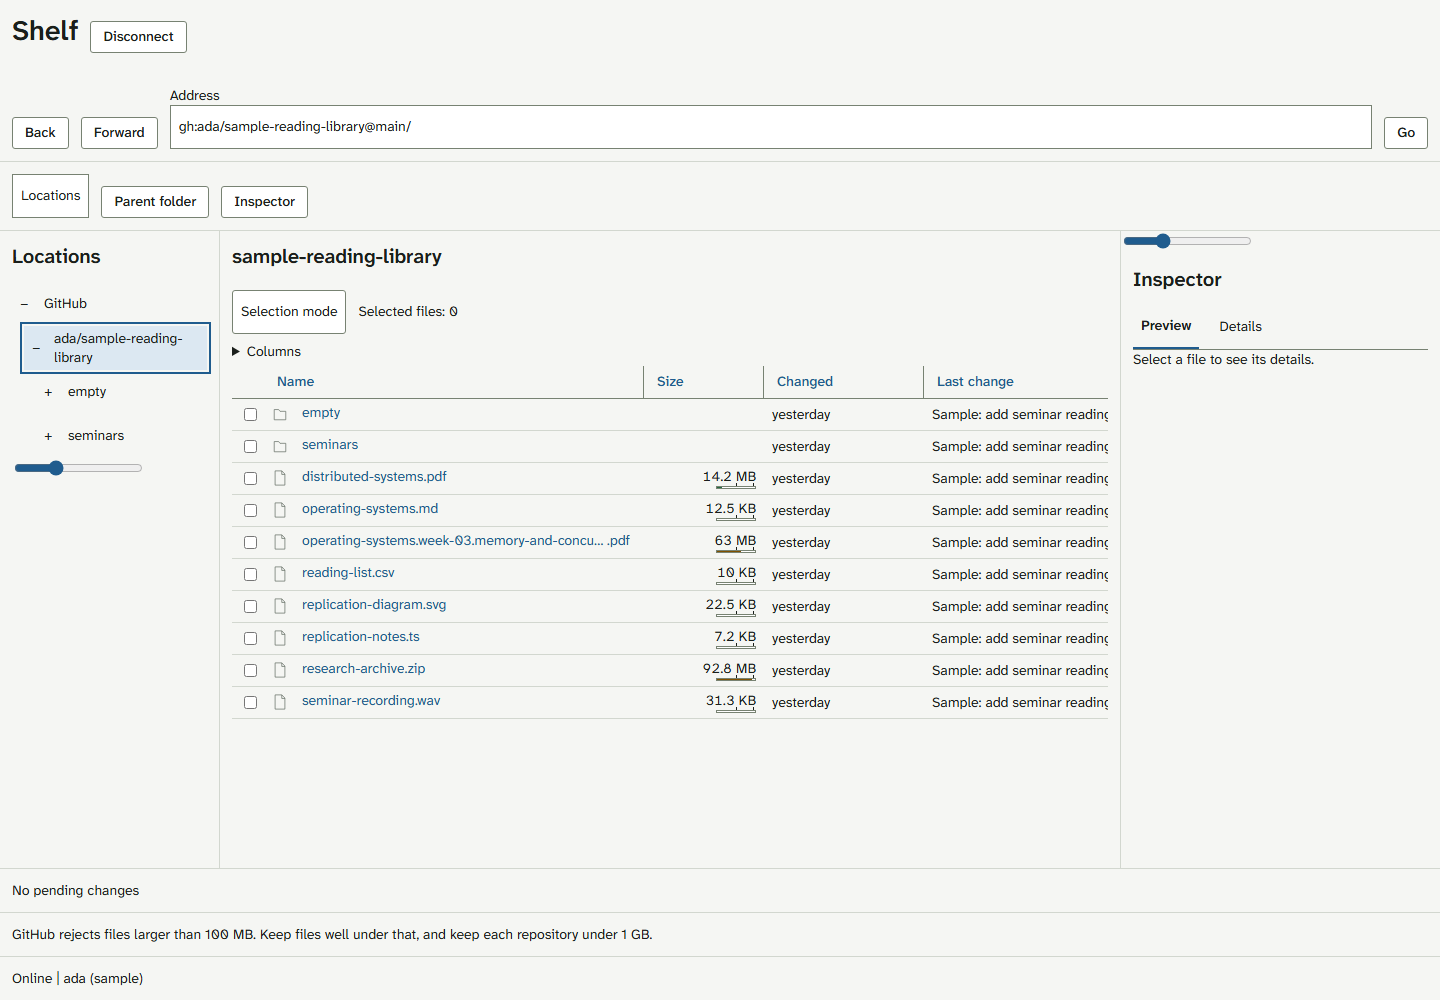 Shelf
Disconnect
Address
Back
Forward
gh:ada/sample-reading-library@main/
Go
Locations
Parent folder
Inspector
Locations
− GitHub
− ada/sample-reading-
library
+ empty
+ seminars
sample-reading-library
Selection mode
Selected files: 0
Columns
Name Size Changed Last change
empty yesterday Sample: add seminar reading
seminars yesterday Sample: add seminar reading
distributed-systems.pdf 14.2 MB yesterday Sample: add seminar reading
operating-systems.md 12.5 KB yesterday Sample: add seminar reading
operating-systems.week-03.memory-and-concu... .pdf 63 MB yesterday Sample: add seminar reading
reading-list.csv 10 KB yesterday Sample: add seminar reading
replication-diagram.svg 22.5 KB yesterday Sample: add seminar reading
replication-notes.ts 7.2 KB yesterday Sample: add seminar reading
research-archive.zip 92.8 MB yesterday Sample: add seminar reading
seminar-recording.wav 31.3 KB yesterday Sample: add seminar reading
Inspector
Preview Details
Select a file to see its details.
No pending changes
GitHub rejects files larger than 100 MB. Keep files well under that, and keep each repository under 1 GB.
Online | ada (sample)